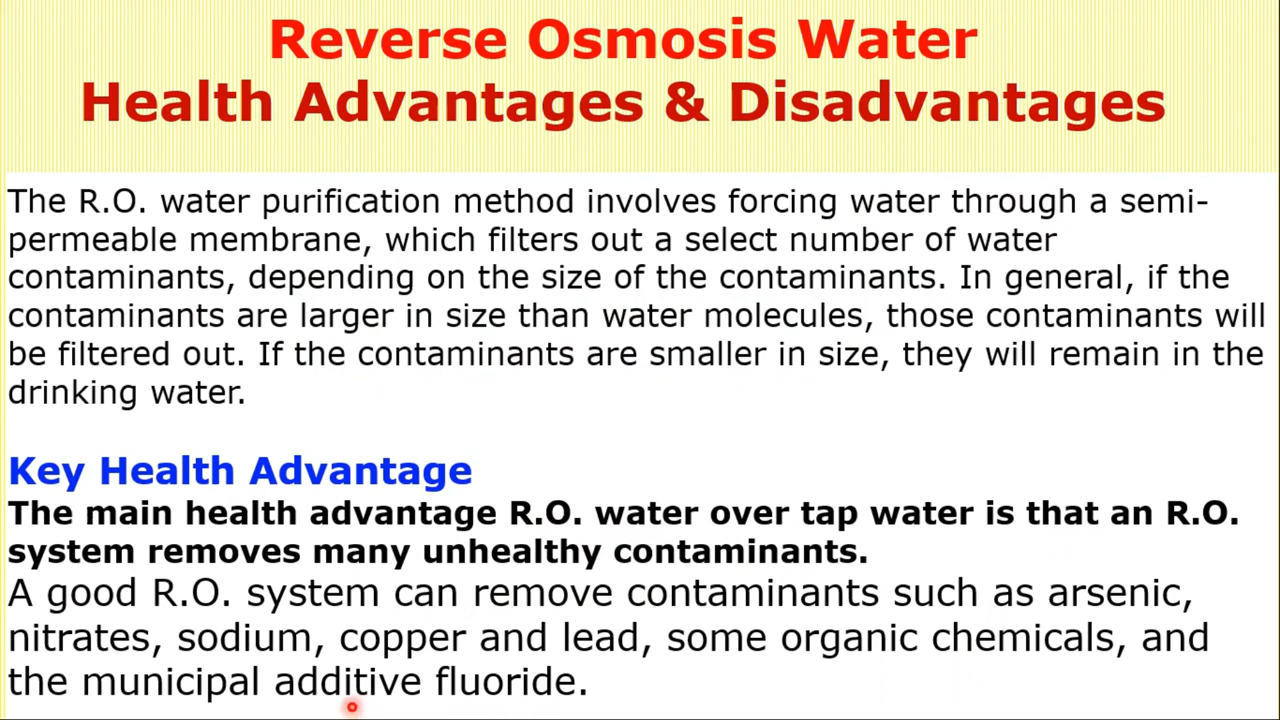 Reverse Osmosis Water
Health Advantages & Disadvantages
The R.O. water purification method involves forcing water through a semi-
permeable membrane, which filters out a select number of water
contaminants, depending on the size of the contaminants. In general, if the
contaminants are larger in size than water molecules, those contaminants will
be filtered out. If the contaminants are smaller in size, they will remain in the
drinking water.
Key Health Advantage
The main health advantage R.O. water over tap water is that an R.O.
system removes many unhealthy contaminants.
A good R.O. system can remove contaminants such as arsenic,
nitrates, sodium, copper and lead, some organic chemicals, and
the municipal additive fluoride.